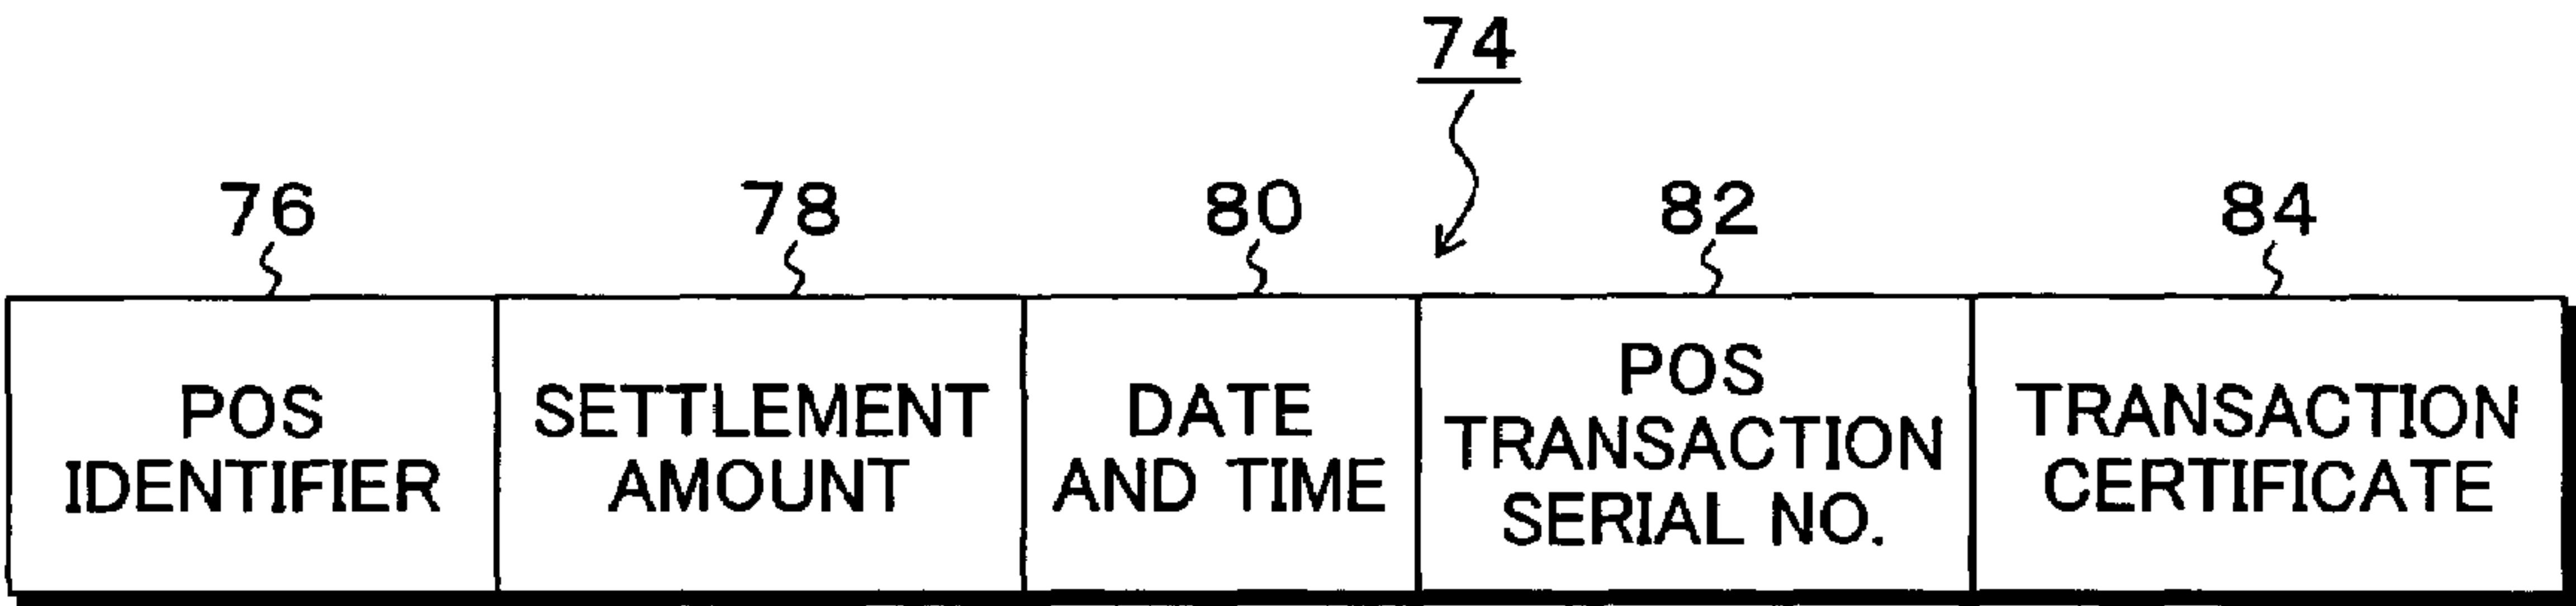 74
76 78 80 82 84
POS IDENTIFIER
SETTLEMENT AMOUNT
DATE AND TIME
POS TRANSACTION SERIAL NO.
TRANSACTION CERTIFICATE